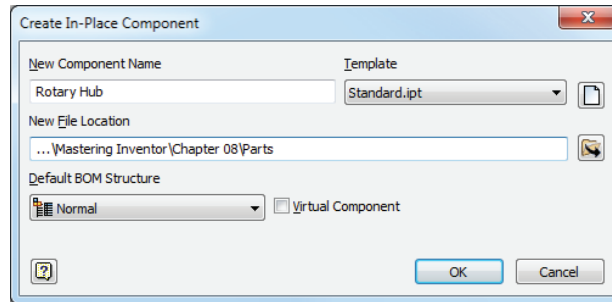 Create In-Place Component
New Component Name
Template
Rotary Hub
Standard.ipt
New File Location
...\Mastering Inventor\Chapter 08\Parts
Default BOM Structure
Normal
Virtual Component
OK
Cancel